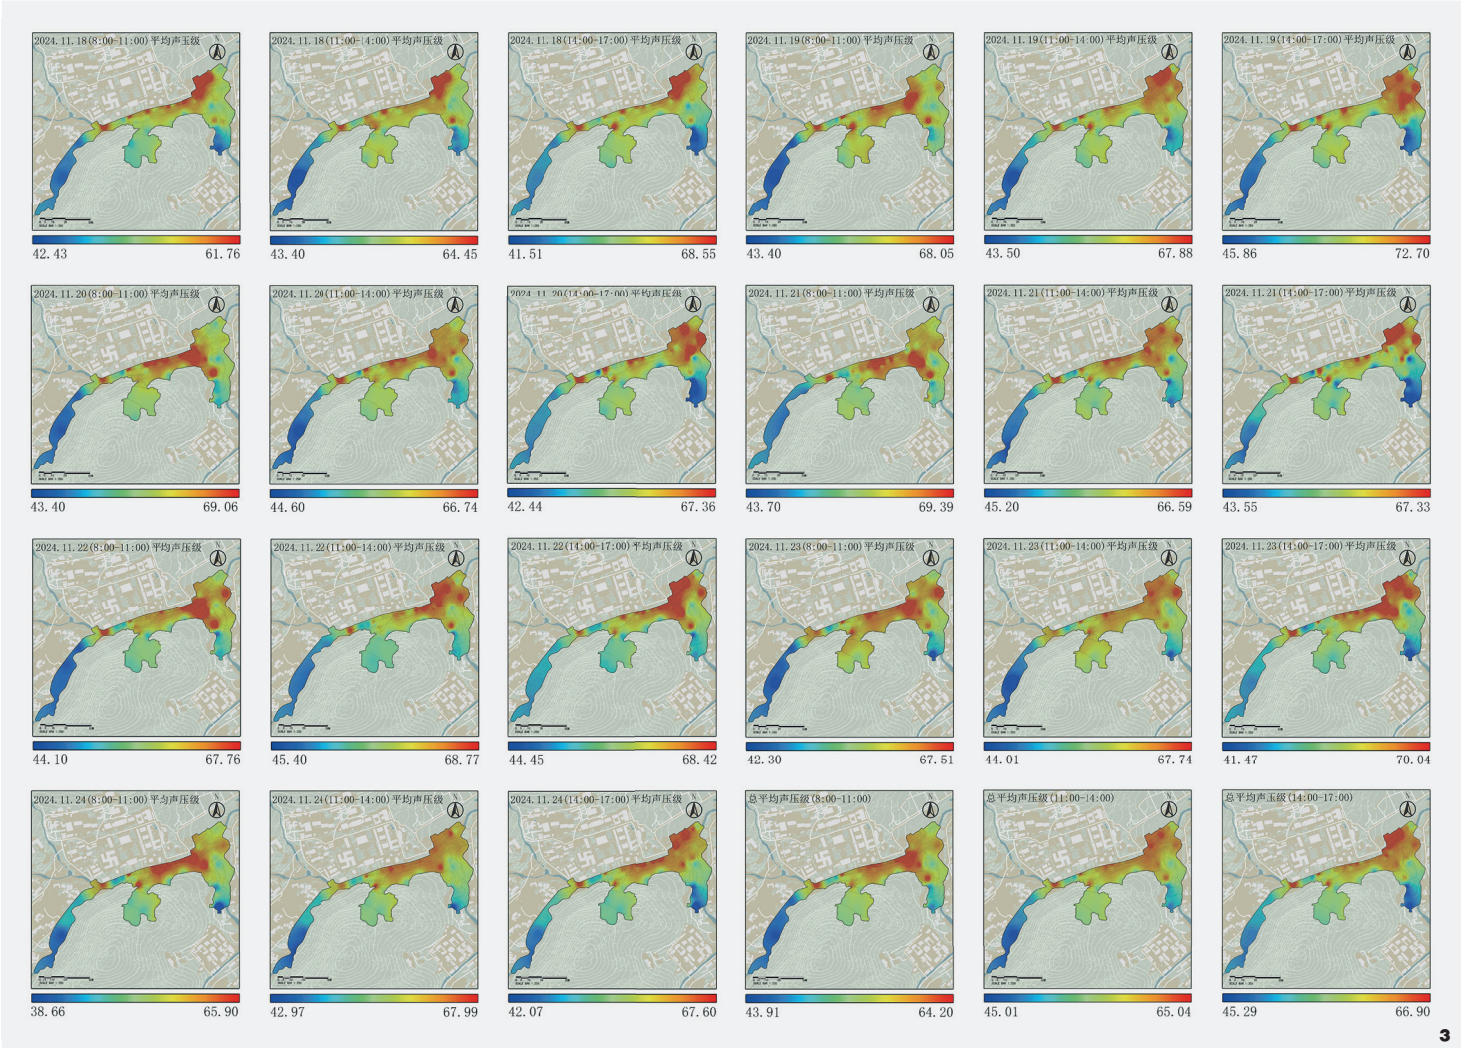 2024.11.18(8:00-11:00)平均声压级
42.43 61.76
2024.11.18(11:00-14:00)平均声压级
43.40 64.45
2024.11.18(14:00-17:00)平均声压级
41.51 68.55
2024.11.19(8:00-11:00)平均声压级
43.40 68.05
2024.11.19(11:00-14:00)平均声压级
43.50 67.88
2024.11.19(14:00-17:00)平均声压级
45.86 72.70
2024.11.20(8:00-11:00)平均声压级
43.40 69.06
2024.11.20(11:00-14:00)平均声压级
44.60 66.74
2024.11.20(14:00-17:00)平均声压级
42.44 67.36
2024.11.21(8:00-11:00)平均声压级
43.70 69.39
2024.11.21(11:00-14:00)平均声压级
45.20 66.59
2024.11.21(14:00-17:00)平均声压级
43.55 67.33
2024.11.22(8:00-11:00)平均声压级
44.10 67.76
2024.11.22(11:00-14:00)平均声压级
45.40 68.77
2024.11.22(14:00-17:00)平均声压级
44.45 68.42
2024.11.23(8:00-11:00)平均声压级
42.30 67.51
2024.11.23(11:00-14:00)平均声压级
44.01 67.74
2024.11.23(14:00-17:00)平均声压级
41.47 70.04
2024.11.24(8:00-11:00)平均声压级
38.66 65.90
2024.11.24(11:00-14:00)平均声压级
42.97 67.99
2024.11.24(14:00-17:00)平均声压级
42.07 67.60
总平均声压级(8:00-11:00)
43.91 64.20
总平均声压级(11:00-14:00)
45.01 65.04
总平均声压级(14:00-17:00)
45.29 66.90
3